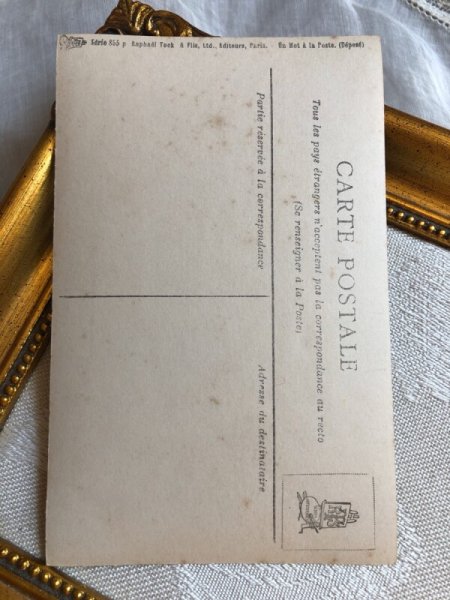 Série 855 p Raphaël Tuck & Fils, Ltd., Editeurs, Paris. Un Mot à la Poste. (Déposé)
CARTE POSTALE
Tous les pays étrangers n'acceptent pas la correspondance au recto
(Se renseigner à la Poste)
Partie réservée à la correspondance
Adresse du destinataire